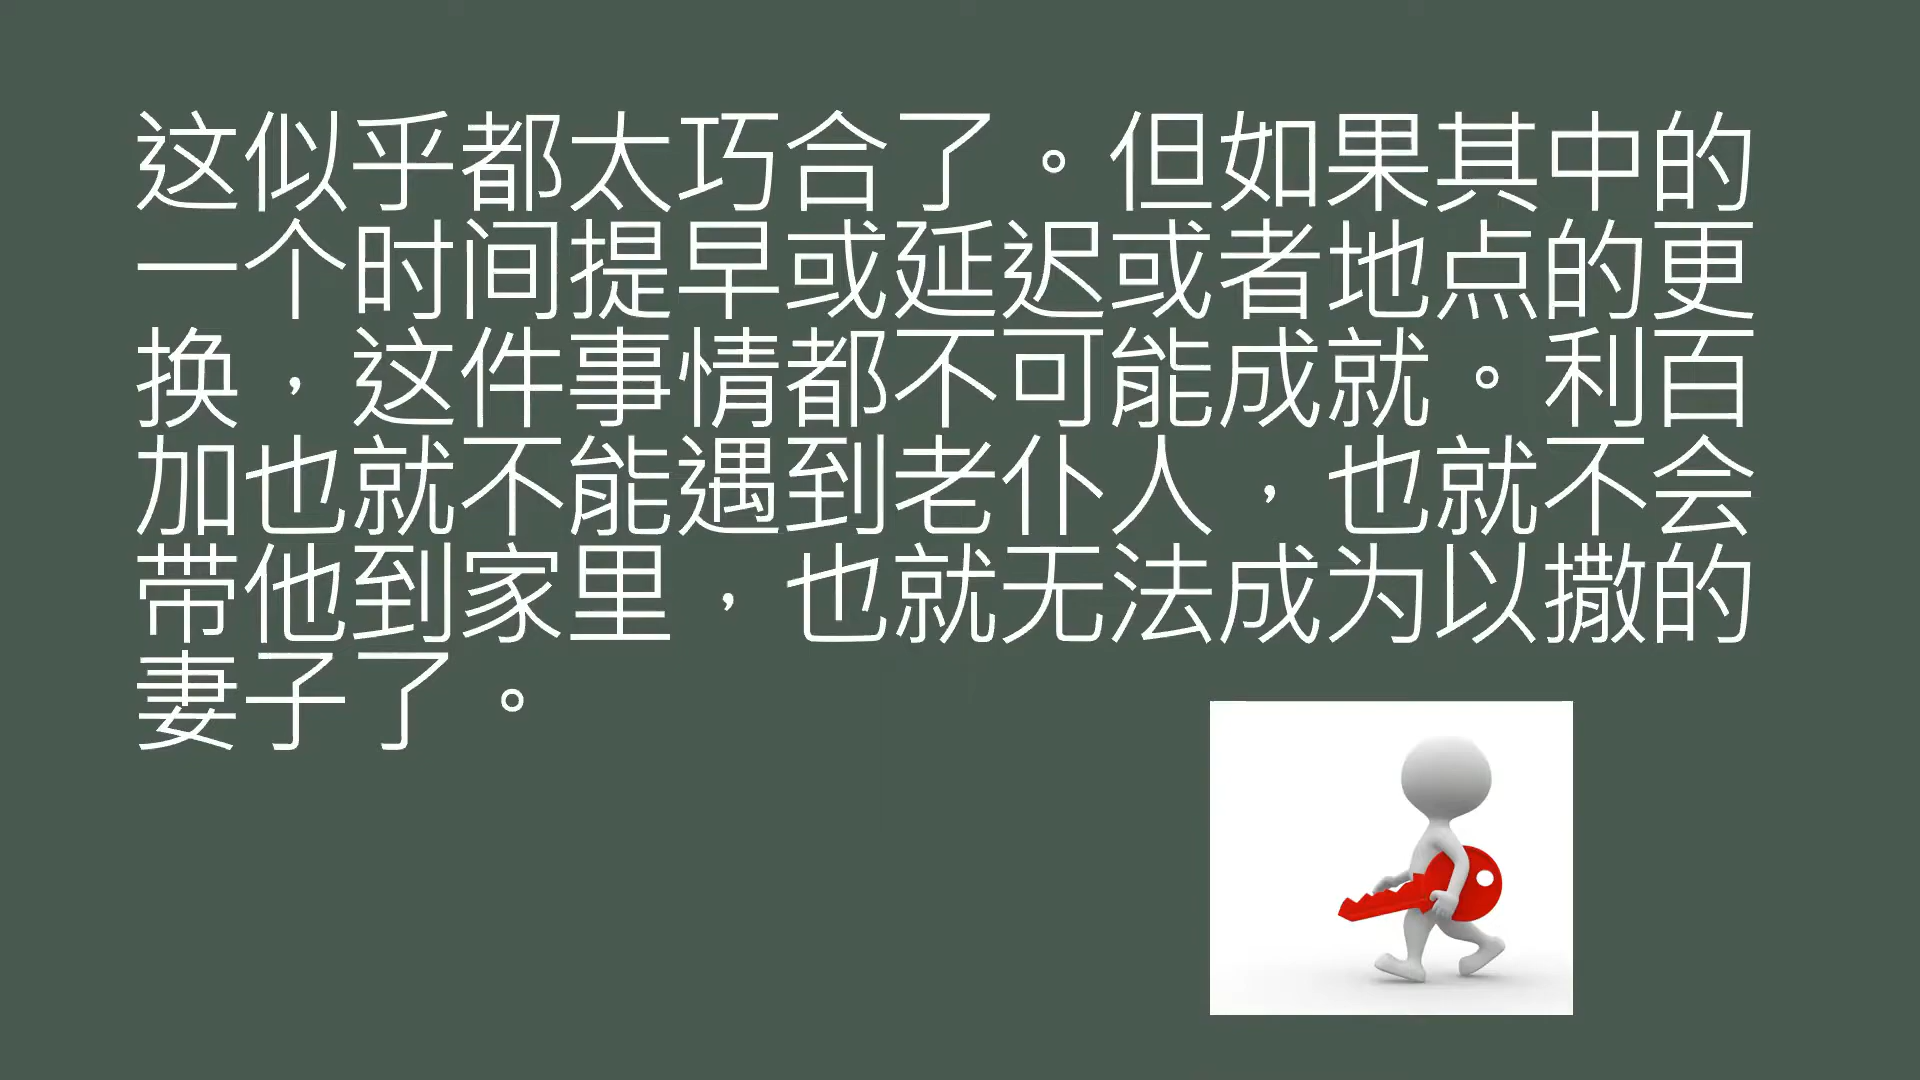 这似乎都太巧合了。但如果其中的
一个时间提早或延迟或者地点的更
换，这件事情都不可能成就。利百
加也就不能遇到老仆人，也就不会
带他到家里，也就无法成为以撒的
妻子了。